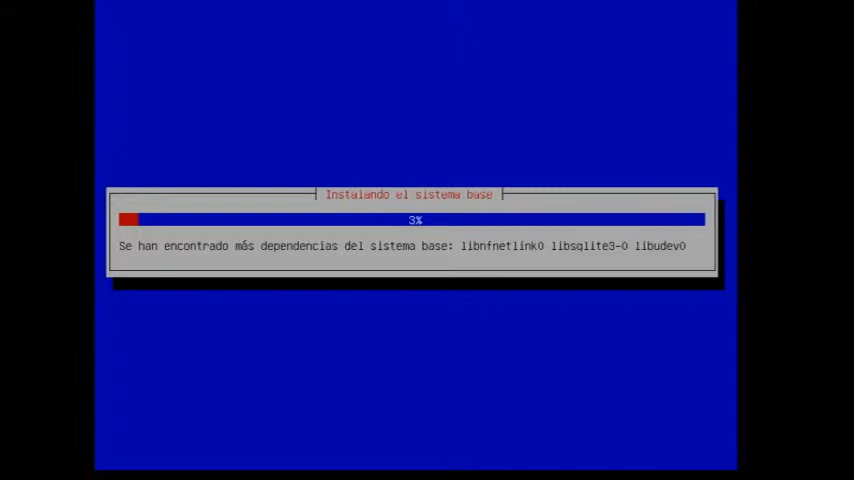 Instalando el sistema base
3%
Se han encontrado más dependencias del sistema base: libnfnetlink0 libsqlite3-0 libudev0